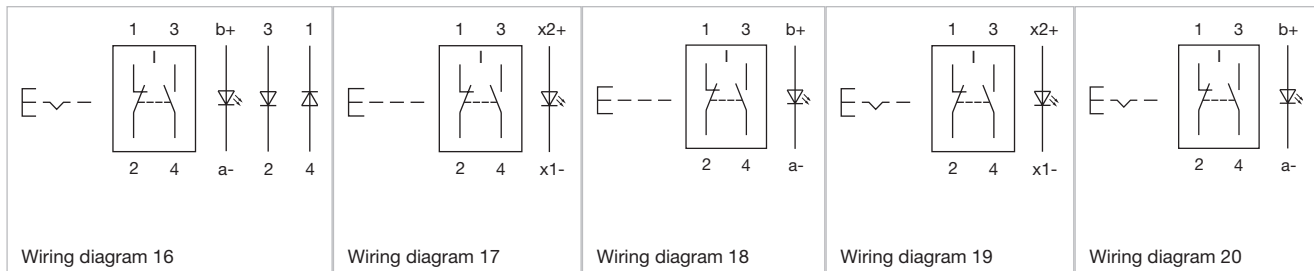 1 3 b+ 3 1
2 4 a- 2 4
Wiring diagram 16
1 3 x2+
2 4 x1-
Wiring diagram 17
1 3 b+
2 4 a-
Wiring diagram 18
1 3 x2+
2 4 x1-
Wiring diagram 19
1 3 b+
2 4 a-
Wiring diagram 20